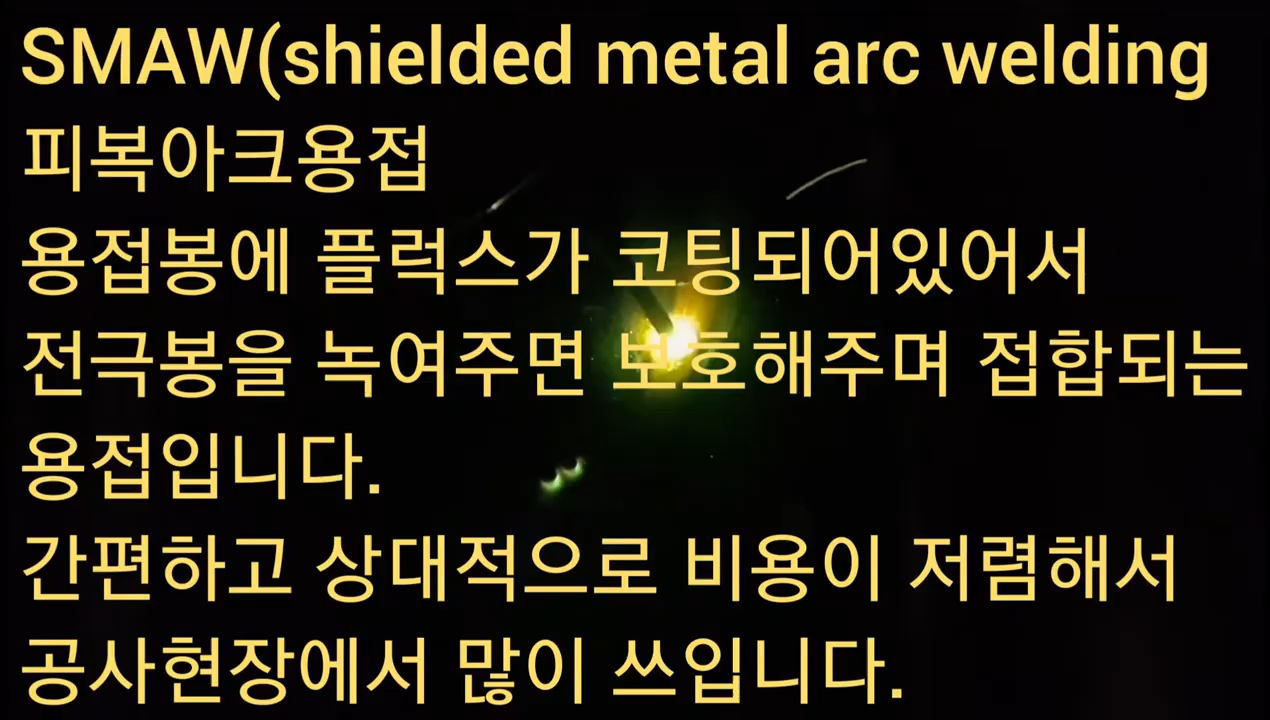 SMAW(shielded metal arc welding
피복아크용접
용접봉에 플럭스가 코팅되어있어서
전극봉을 녹여주면 보호해주며 접합되는
용접입니다.
간편하고 상대적으로 비용이 저렴해서
공사현장에서 많이 쓰입니다.